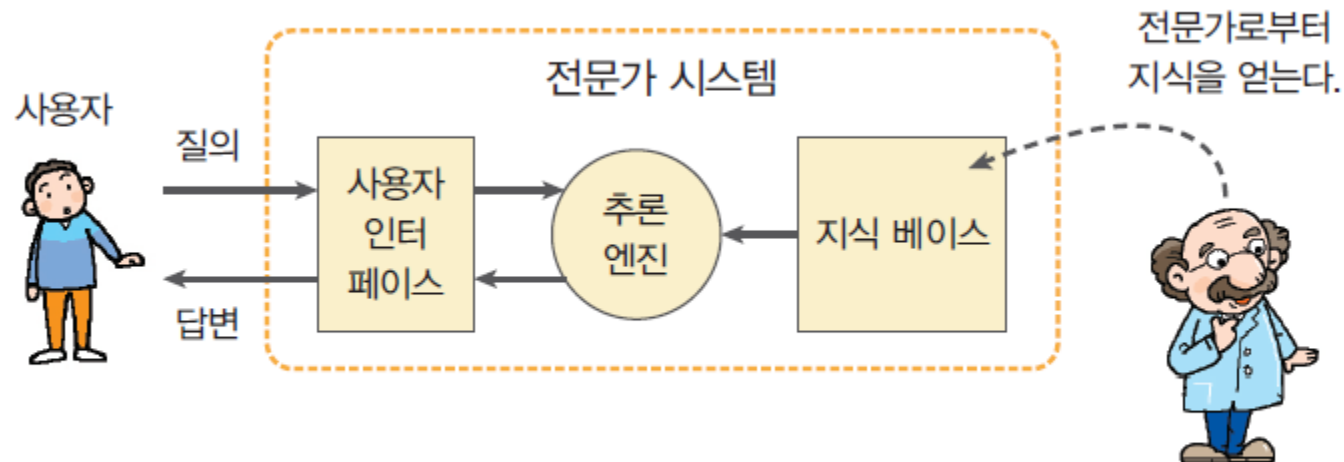 전문가로부터
지식을 얻는다.
전문가 시스템
사용자
질의
사용자
인터
페이스
추론
엔진
지식 베이스
답변